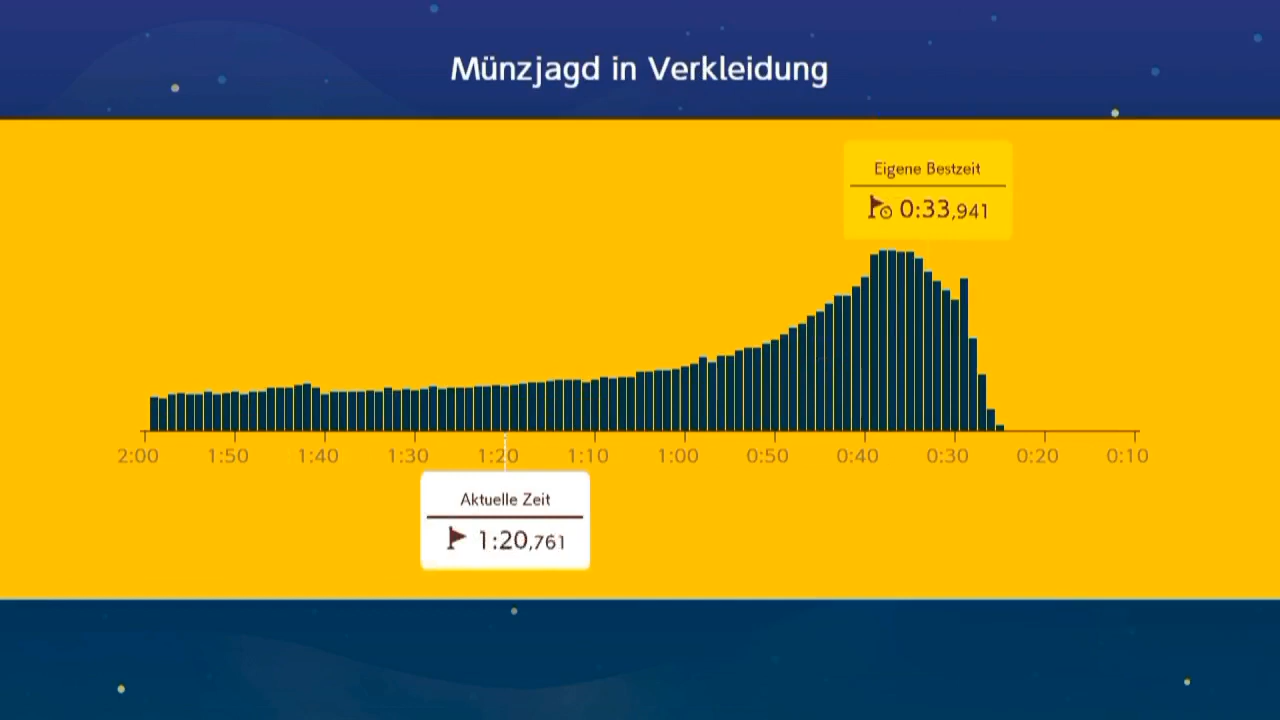 Münzjagd in Verkleidung
Eigene Bestzeit
0:33,941
2:00 1:50 1:40 1:30 1:20 1:10 1:00 0:50 0:40 0:30 0:20 0:10
Aktuelle Zeit
1:20,761